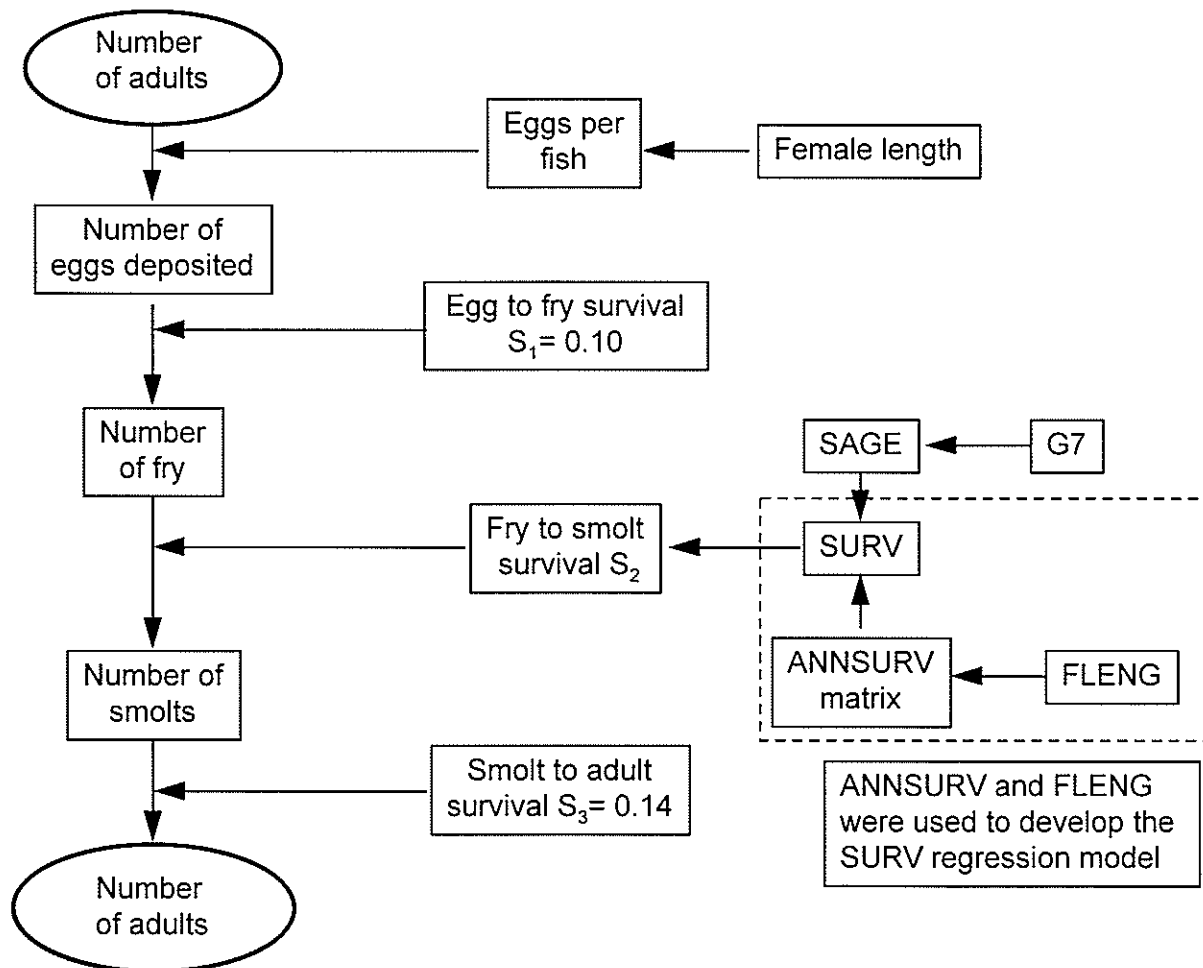 Number
of adults
Eggs per
fish
Female length
Number of
eggs deposited
Egg to fry survival
S₁= 0.10
Number
of fry
SAGE
G7
Fry to smolt
survival S₂
SURV
ANNSURV
matrix
FLENG
Number of
smolts
Smolt to adult
survival S₃= 0.14
ANNSURV and FLENG
were used to develop the
SURV regression model
Number
of adults